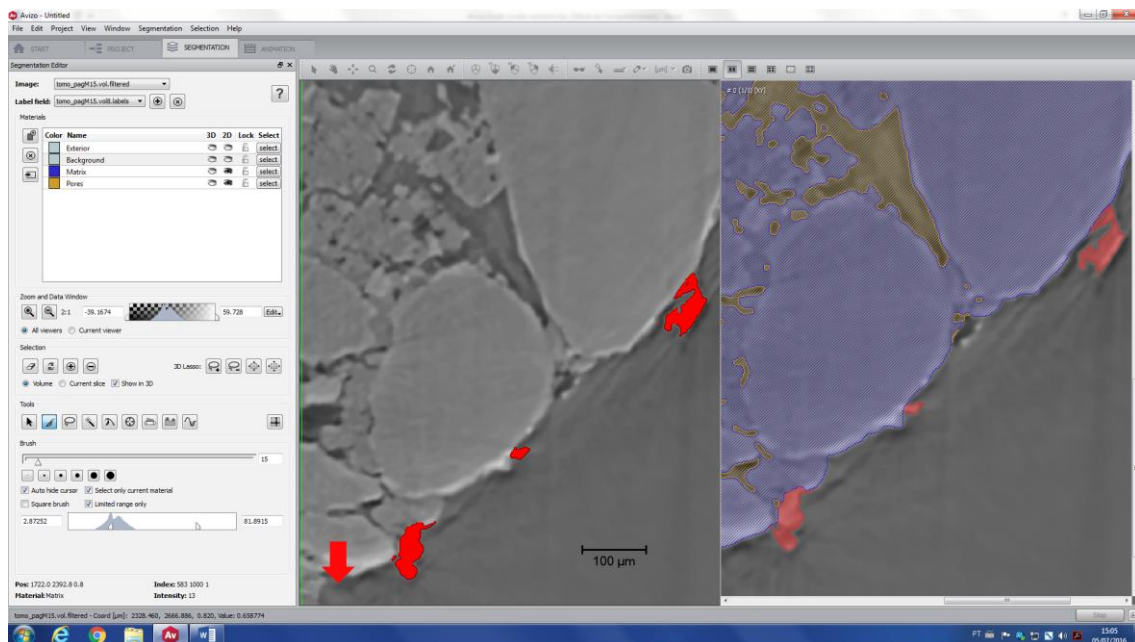 Avizo - Untitled
File Edit Project View Window Segmentation Selection Help
START PROJECT SEGMENTATION ANIMATION
Segmentation Editor
Image: tomo_pagM15.vol.filtered
Label field: tomo_pagM15.vol8.labels
Materials
Color Name 3D 2D Lock Select
Exterior select
Background select
Matrix select
Pores select
Zoom and Data Window
2:1 -39.1674 59.728 Edit
All viewers Current viewer
Selection
3D Lasso:
Volume Current slice Show in 3D
Tools
Brush
15
Auto hide cursor Select only current material
Square brush Limited range only
2.87252 81.8915
Pos: 1722.0 2392.8 0.8 Index: 583 1000 1
Material: Matrix Intensity: 13
100 µm
tomo_pagM15.vol.filtered - Coord [µm]: 2328.460, 2666.886, 0.820, Value: 0.658774
Stop
PT 15:05
05/07/2016